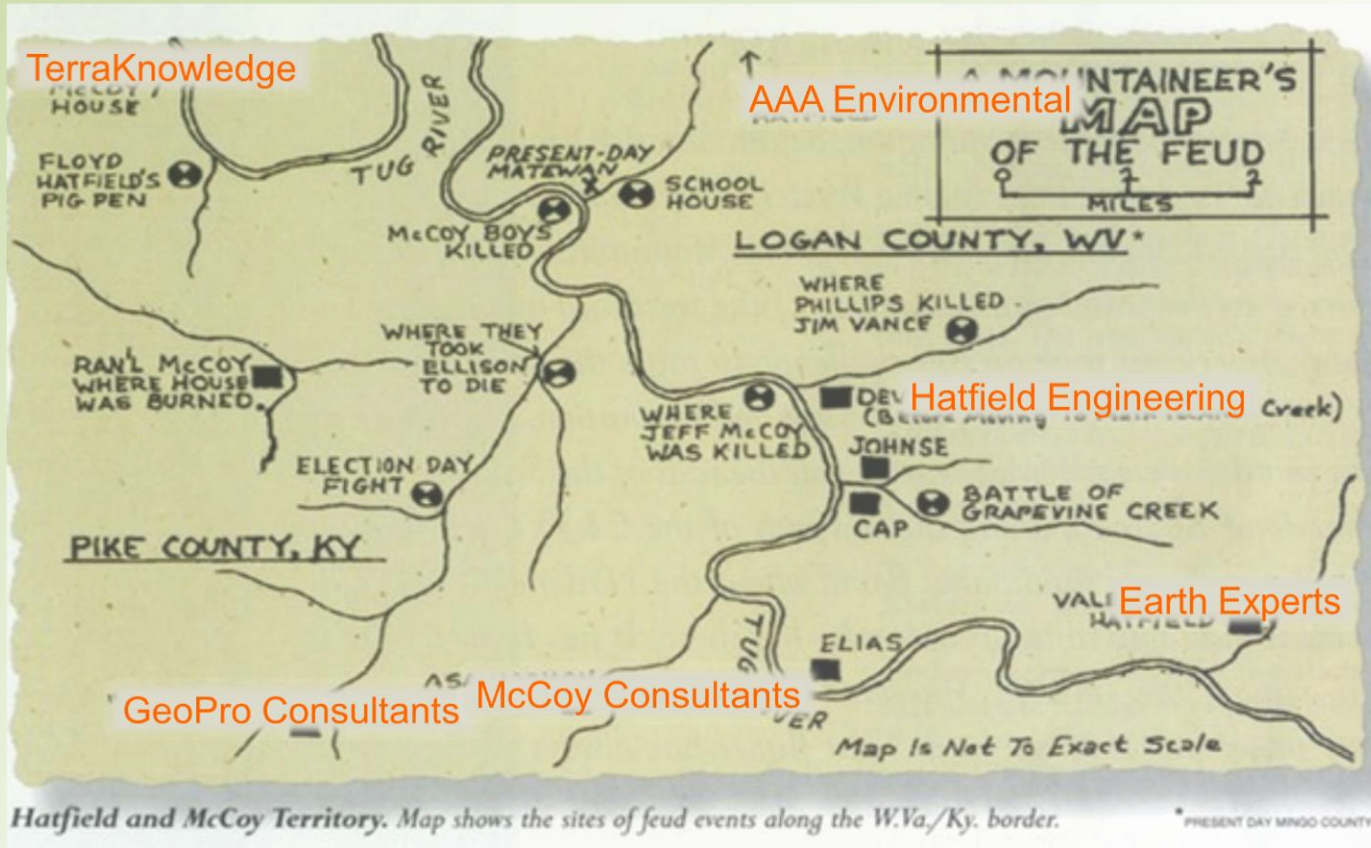 TerraKnowledge
HOUSE
FLOYD
HATFIELD'S
PIG PEN
TUG
RIVER
PRESENT-DAY
MATEWAN
X
SCHOOL
HOUSE
McCOY BOYS
KILLED
AAA Environmental
A MOUNTAINEER'S
MAP
OF THE FEUD
0 1 2
MILES
LOGAN COUNTY, WV*
WHERE
PHILLIPS KILLED
JIM VANCE
WHERE THEY
TOOK
ELLISON
TO DIE
RAN'L McCOY
WHERE HOUSE
WAS BURNED.
Hatfield Engineering
Creek)
WHERE
JEFF McCOY
WAS KILLED
JOHNSE
CAP
BATTLE OF
GRAPEVINE CREEK
ELECTION DAY
FIGHT
PIKE COUNTY, KY
Earth Experts
ELIAS
TUG
McCoy Consultants
GeoPro Consultants
Map Is Not To Exact Scale
Hatfield and McCoy Territory. Map shows the sites of feud events along the W.Va./Ky. border.
*PRESENT DAY MINGO COUNTY